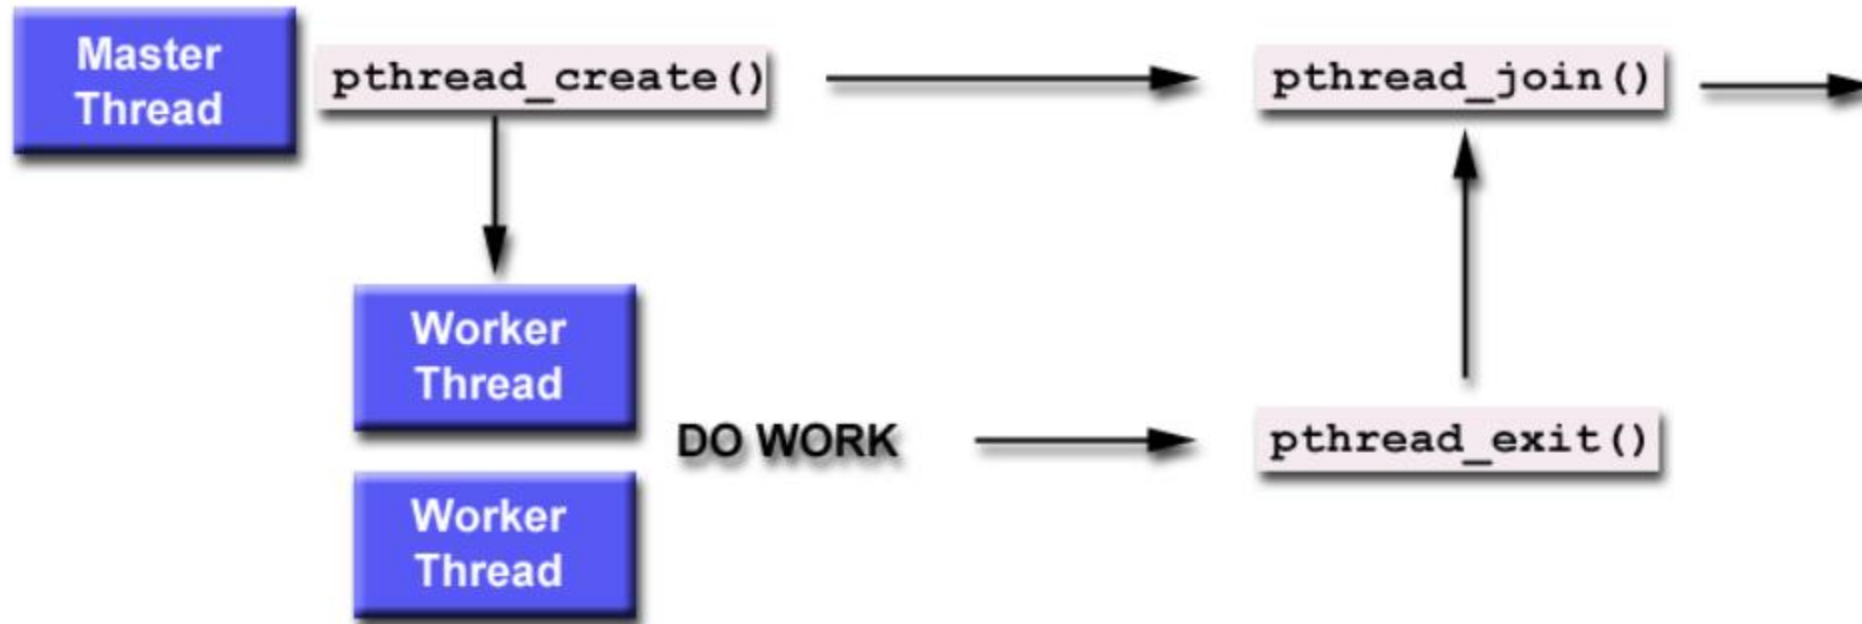 Master
Thread
pthread_create()
pthread_join()
Worker
Thread
DO WORK
pthread_exit()
Worker
Thread